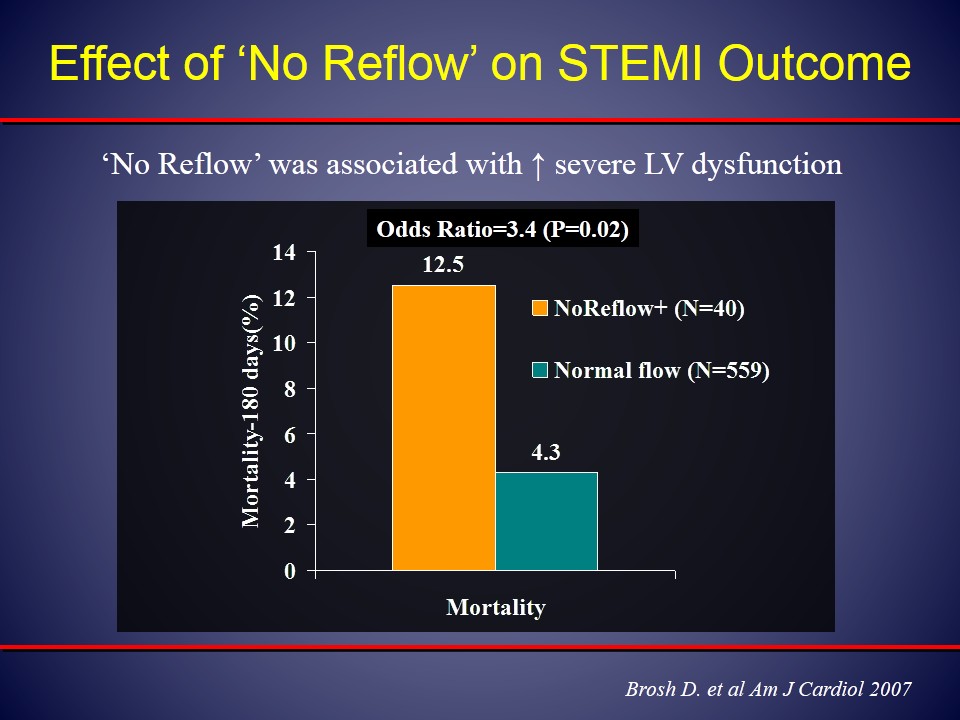 Effect of ‘No Reflow’ on STEMI Outcome
‘No Reflow’ was associated with ↑ severe LV dysfunction
Odds Ratio=3.4 (P=0.02)
14
12
10
8
6
4
2
0
Mortality-180 days(%)
12.5
4.3
NoReflow+ (N=40)
Normal flow (N=559)
Mortality
Brosh D. et al Am J Cardiol 2007